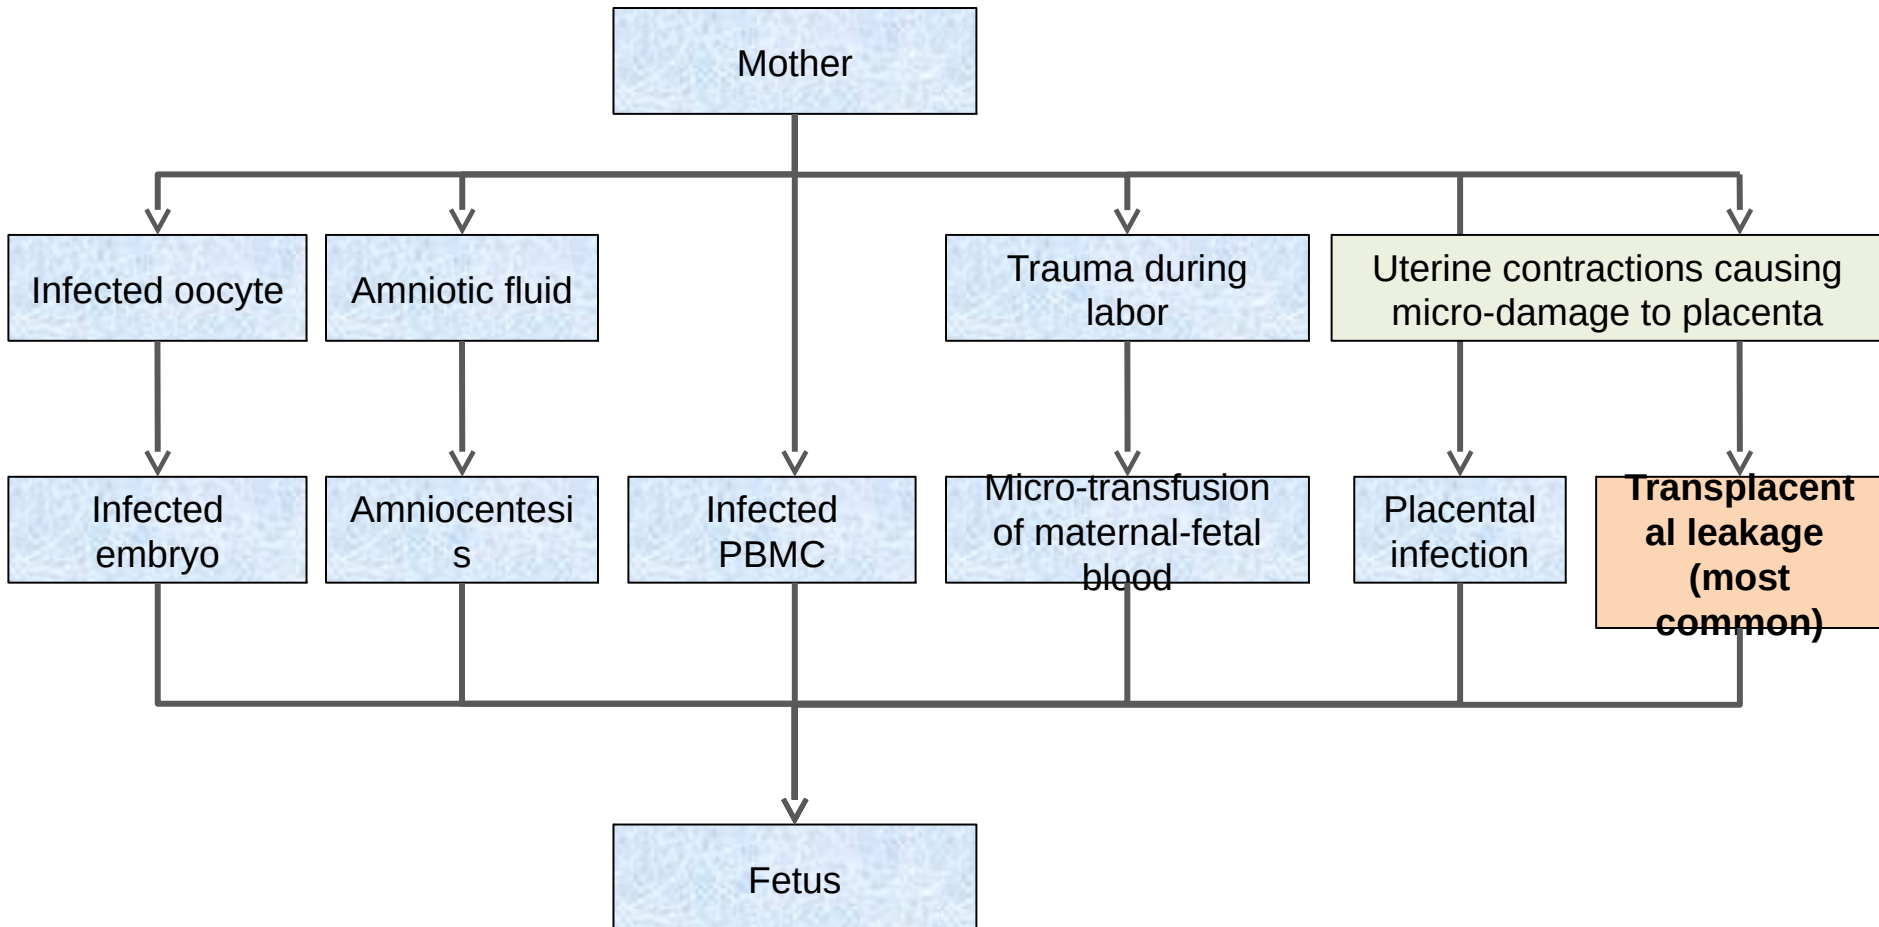 Mother
Infected oocyte
Amniotic fluid
Trauma during
labor
Uterine contractions causing
micro-damage to placenta
Infected
embryo
Amniocentesi
s
Infected
PBMC
Micro-transfusion
of maternal-fetal
blood
Placental
infection
Transplacent
al leakage
(most
common)
Fetus